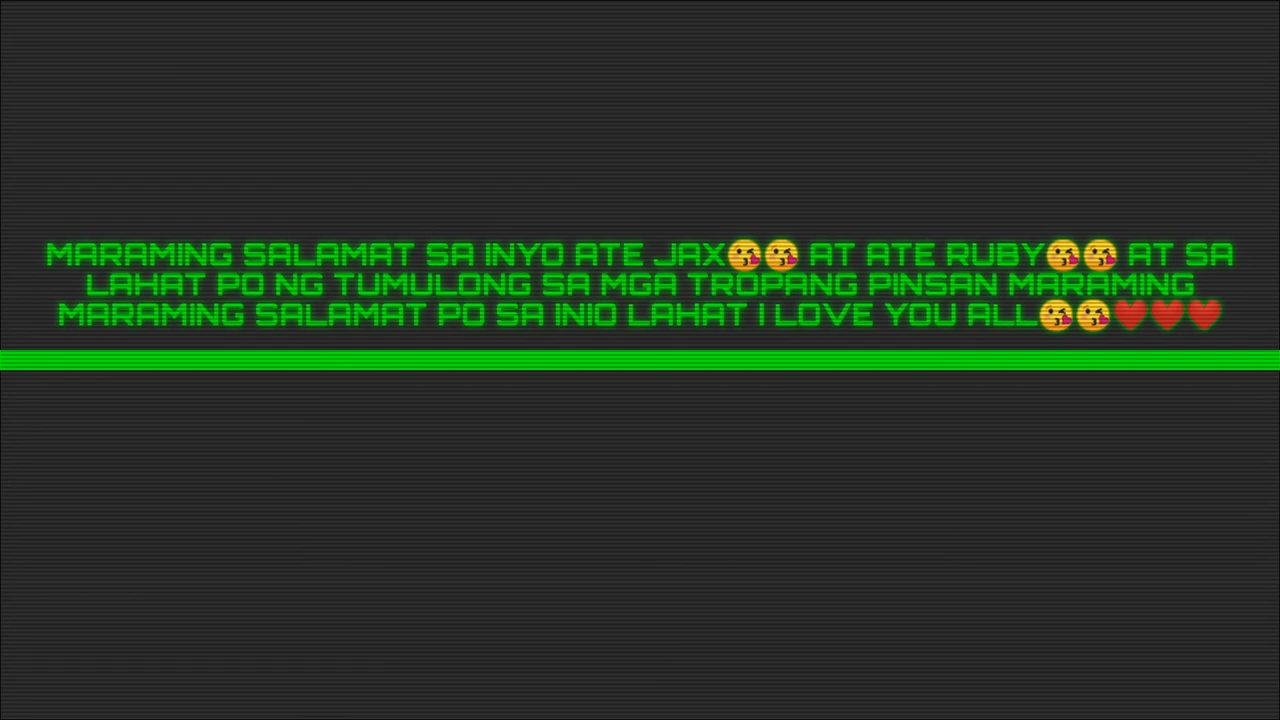 MARAMING SALAMAT SA INYO ATE JAX😘😘 AT ATE RUBY😘😘 AT SA
LAHAT PO NG TUMULONG SA MGA TROPANG PINSAN MARAMING
MARAMING SALAMAT PO SA INIO LAHAT I LOVE YOU ALL😘😘❤️❤️❤️